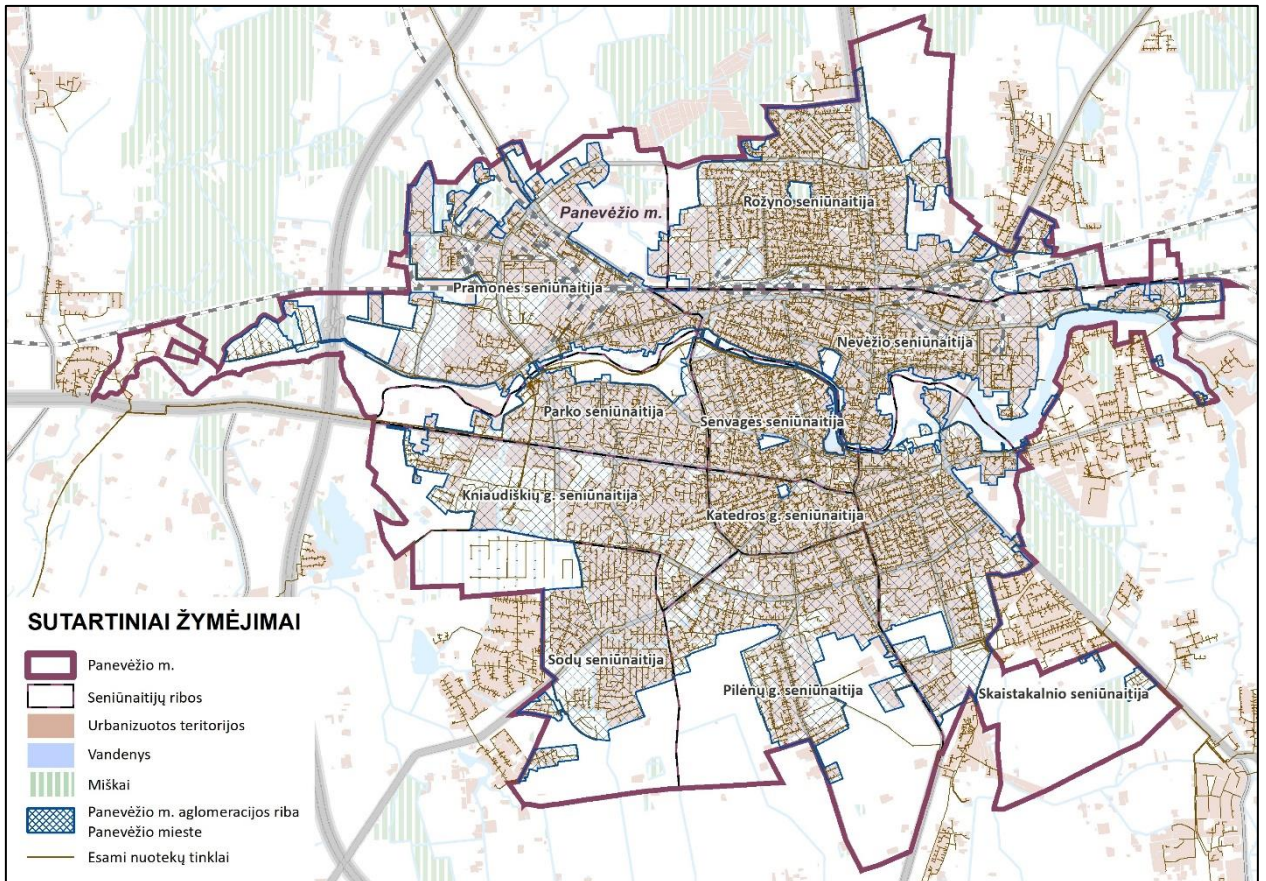 Rožyno seniūnaitija
Panevėžio m.
Pramonės seniūnaitija
Nevėžio seniūnaitija
Parko seniūnaitija
Senvagės seniūnaitija
Kniaudiškių g. seniūnaitija
Katedros g. seniūnaitija
Sodų seniūnaitija
Pilėnų g. seniūnaitija
Skaistakalnio seniūnaitija
SUTARTINIAI ŽYMĖJIMAI
Panevėžio m.
Seniūnaitijų ribos
Urbanizuotos teritorijos
Vandenys
Miškai
Panevėžio m. aglomeracijos riba
Panevėžio mieste
Esami nuotekų tinklai